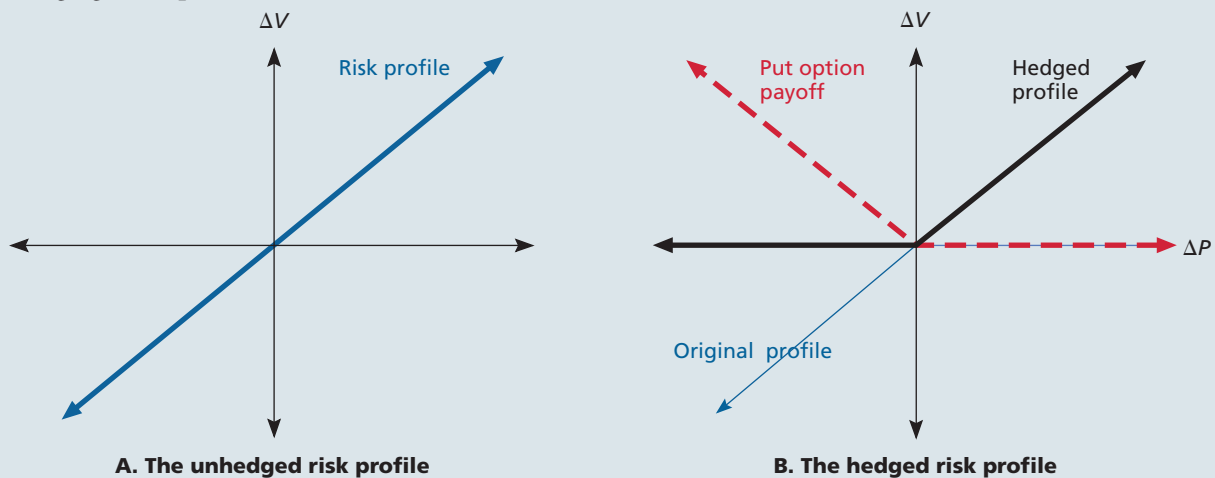 ΔV
Risk profile
A. The unhedged risk profile
ΔV
Put option
payoff
Hedged
profile
ΔP
Original profile
B. The hedged risk profile